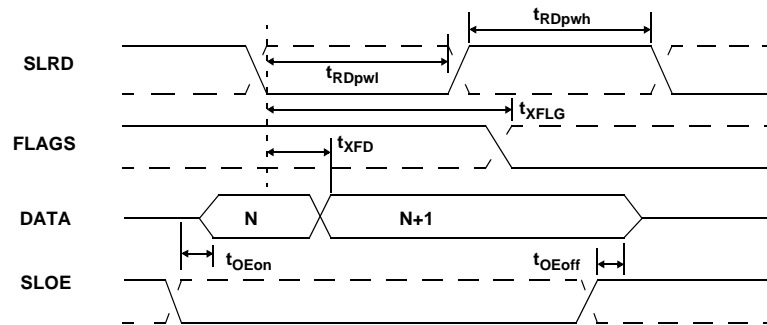 tRDpwh
SLRD
tRDpwl
tXFLG
FLAGS
tXFD
DATA
N
N+1
tOEon
tOEoff
SLOE